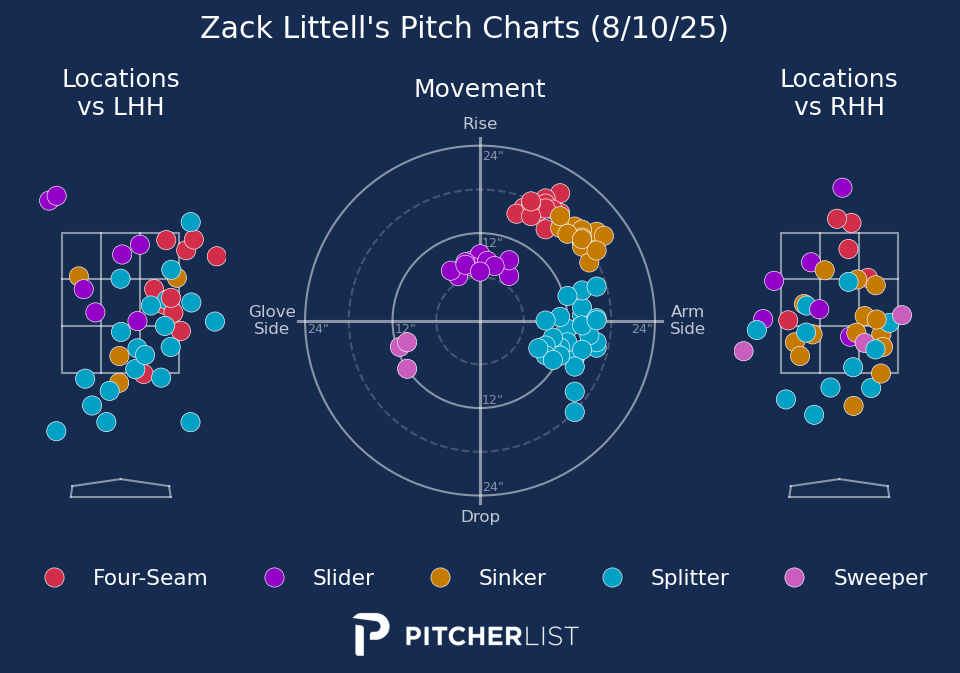 Zack Littell's Pitch Charts (8/10/25)
Locations
vs LHH
Movement
Locations
vs RHH
Rise
24"
12"
Glove
Side
24"
12"
24"
Arm
Side
12"
24"
Drop
Four-Seam
Slider
Sinker
Splitter
Sweeper
PITCHERLIST